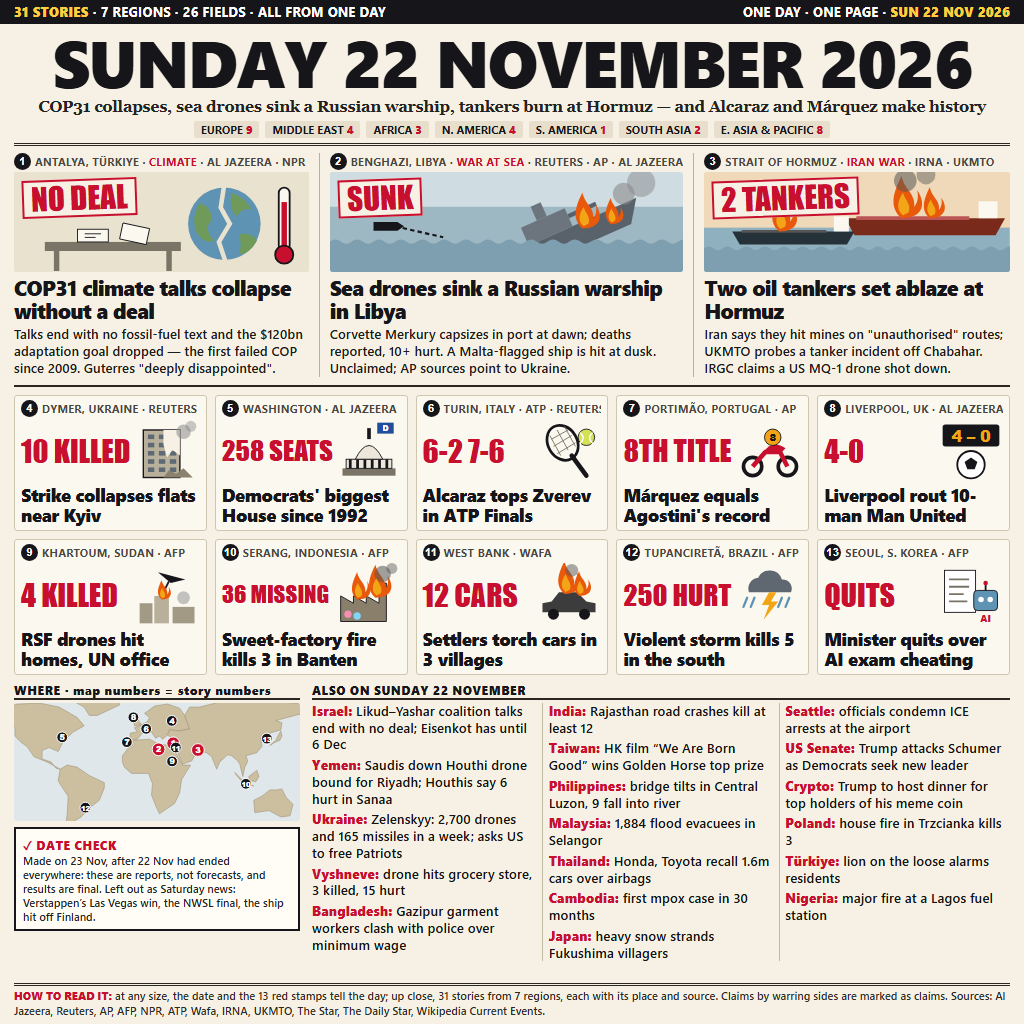 31 STORIES · 7 REGIONS · 26 FIELDS · ALL FROM ONE DAY
ONE DAY · ONE PAGE · SUN 22 NOV 2026
SUNDAY 22 NOVEMBER 2026
COP31 collapses, sea drones sink a Russian warship, tankers burn at Hormuz — and Alcaraz and Márquez make history
EUROPE 9
MIDDLE EAST 4
AFRICA 3
N. AMERICA 4
S. AMERICA 1
SOUTH ASIA 2
E. ASIA & PACIFIC 8
1 ANTALYA, TÜRKIYE · CLIMATE · AL JAZEERA · NPR
NO DEAL
COP31 climate talks collapse
without a deal
Talks end with no fossil-fuel text and the $120bn
adaptation goal dropped — the first failed COP
since 2009. Guterres "deeply disappointed".
2 BENGHAZI, LIBYA · WAR AT SEA · REUTERS · AP · AL JAZEERA
SUNK
Sea drones sink a Russian warship
in Libya
Corvette Merkury capsizes in port at dawn; deaths
reported, 10+ hurt. A Malta-flagged ship is hit at dusk.
Unclaimed; AP sources point to Ukraine.
3 STRAIT OF HORMUZ · IRAN WAR · IRNA · UKMTO
2 TANKERS
Two oil tankers set ablaze at
Hormuz
Iran says they hit mines on "unauthorised" routes;
UKMTO probes a tanker incident off Chabahar.
IRGC claims a US MQ-1 drone shot down.
4 DYMER, UKRAINE · REUTERS
10 KILLED
Strike collapses flats
near Kyiv
5 WASHINGTON · AL JAZEERA
258 SEATS
D
Democrats' biggest
House since 1992
6 TURIN, ITALY · ATP · REUTERS
6-2 7-6
Alcaraz tops Zverev
in ATP Finals
7 PORTIMÃO, PORTUGAL · AP
8TH TITLE
8
Márquez equals
Agostini's record
8 LIVERPOOL, UK · AL JAZEERA
4-0
4 – 0
Liverpool rout 10-
man Man United
9 KHARTOUM, SUDAN · AFP
4 KILLED
RSF drones hit
homes, UN office
10 SERANG, INDONESIA · AFP
36 MISSING
Sweet-factory fire
kills 3 in Banten
11 WEST BANK · WAFA
12 CARS
Settlers torch cars in
3 villages
12 TUPANCIRETÃ, BRAZIL · AFP
250 HURT
Violent storm kills 5
in the south
13 SEOUL, S. KOREA · AFP
QUITS
AI
Minister quits over
AI exam cheating
WHERE · map numbers = story numbers
5
8
6
4
7
2
11
3
9
13
10
12
✓ DATE CHECK
Made on 23 Nov, after 22 Nov had ended
everywhere: these are reports, not forecasts, and
results are final. Left out as Saturday news:
Verstappen's Las Vegas win, the NWSL final, the ship
hit off Finland.
ALSO ON SUNDAY 22 NOVEMBER
Israel: Likud–Yashar coalition talks
end with no deal; Eisenkot has until
6 Dec
Yemen: Saudis down Houthi drone
bound for Riyadh; Houthis say 6
hurt in Sanaa
Ukraine: Zelenskyy: 2,700 drones
and 165 missiles in a week; asks US
to free Patriots
Vyshneve: drone hits grocery store,
3 killed, 15 hurt
Bangladesh: Gazipur garment
workers clash with police over
minimum wage
India: Rajasthan road crashes kill at
least 12
Taiwan: HK film “We Are Born
Good” wins Golden Horse top prize
Philippines: bridge tilts in Central
Luzon, 9 fall into river
Malaysia: 1,884 flood evacuees in
Selangor
Thailand: Honda, Toyota recall 1.6m
cars over airbags
Cambodia: first mpox case in 30
months
Japan: heavy snow strands
Fukushima villagers
Seattle: officials condemn ICE
arrests at the airport
US Senate: Trump attacks Schumer
as Democrats seek new leader
Crypto: Trump to host dinner for
top holders of his meme coin
Poland: house fire in Trzcianka kills
3
Türkiye: lion on the loose alarms
residents
Nigeria: major fire at a Lagos fuel
station
HOW TO READ IT: at any size, the date and the 13 red stamps tell the day; up close, 31 stories from 7 regions, each with its place and source. Claims by warring sides are marked as claims. Sources: Al
Jazeera, Reuters, AP, AFP, NPR, ATP, Wafa, IRNA, UKMTO, The Star, The Daily Star, Wikipedia Current Events.